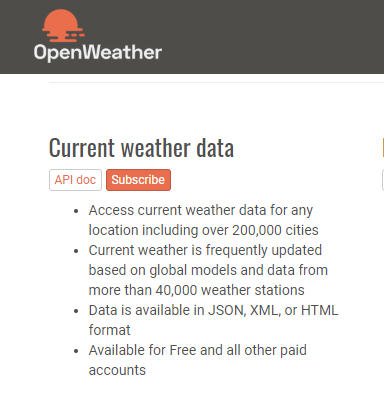 OpenWeather
Current weather data
API doc Subscribe
Access current weather data for any
location including over 200,000 cities
Current weather is frequently updated
based on global models and data from
more than 40,000 weather stations
Data is available in JSON, XML, or HTML
format
Available for Free and all other paid
accounts